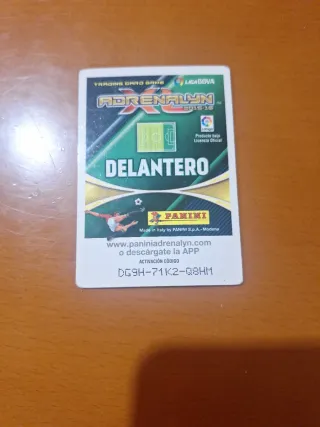 TRADING CARD GAME
LIGA BBVA
ADRENALYN XL
2015-16
Producto bajo
Licencia Oficial
DELANTERO
PANINI
Made in Italy by PANINI S.p.A. - Modena
www.paniniadrenalyn.com
o descárgate la APP
ACTIVACIÓN CÓDIGO
DG9H-71K2-Q8HM